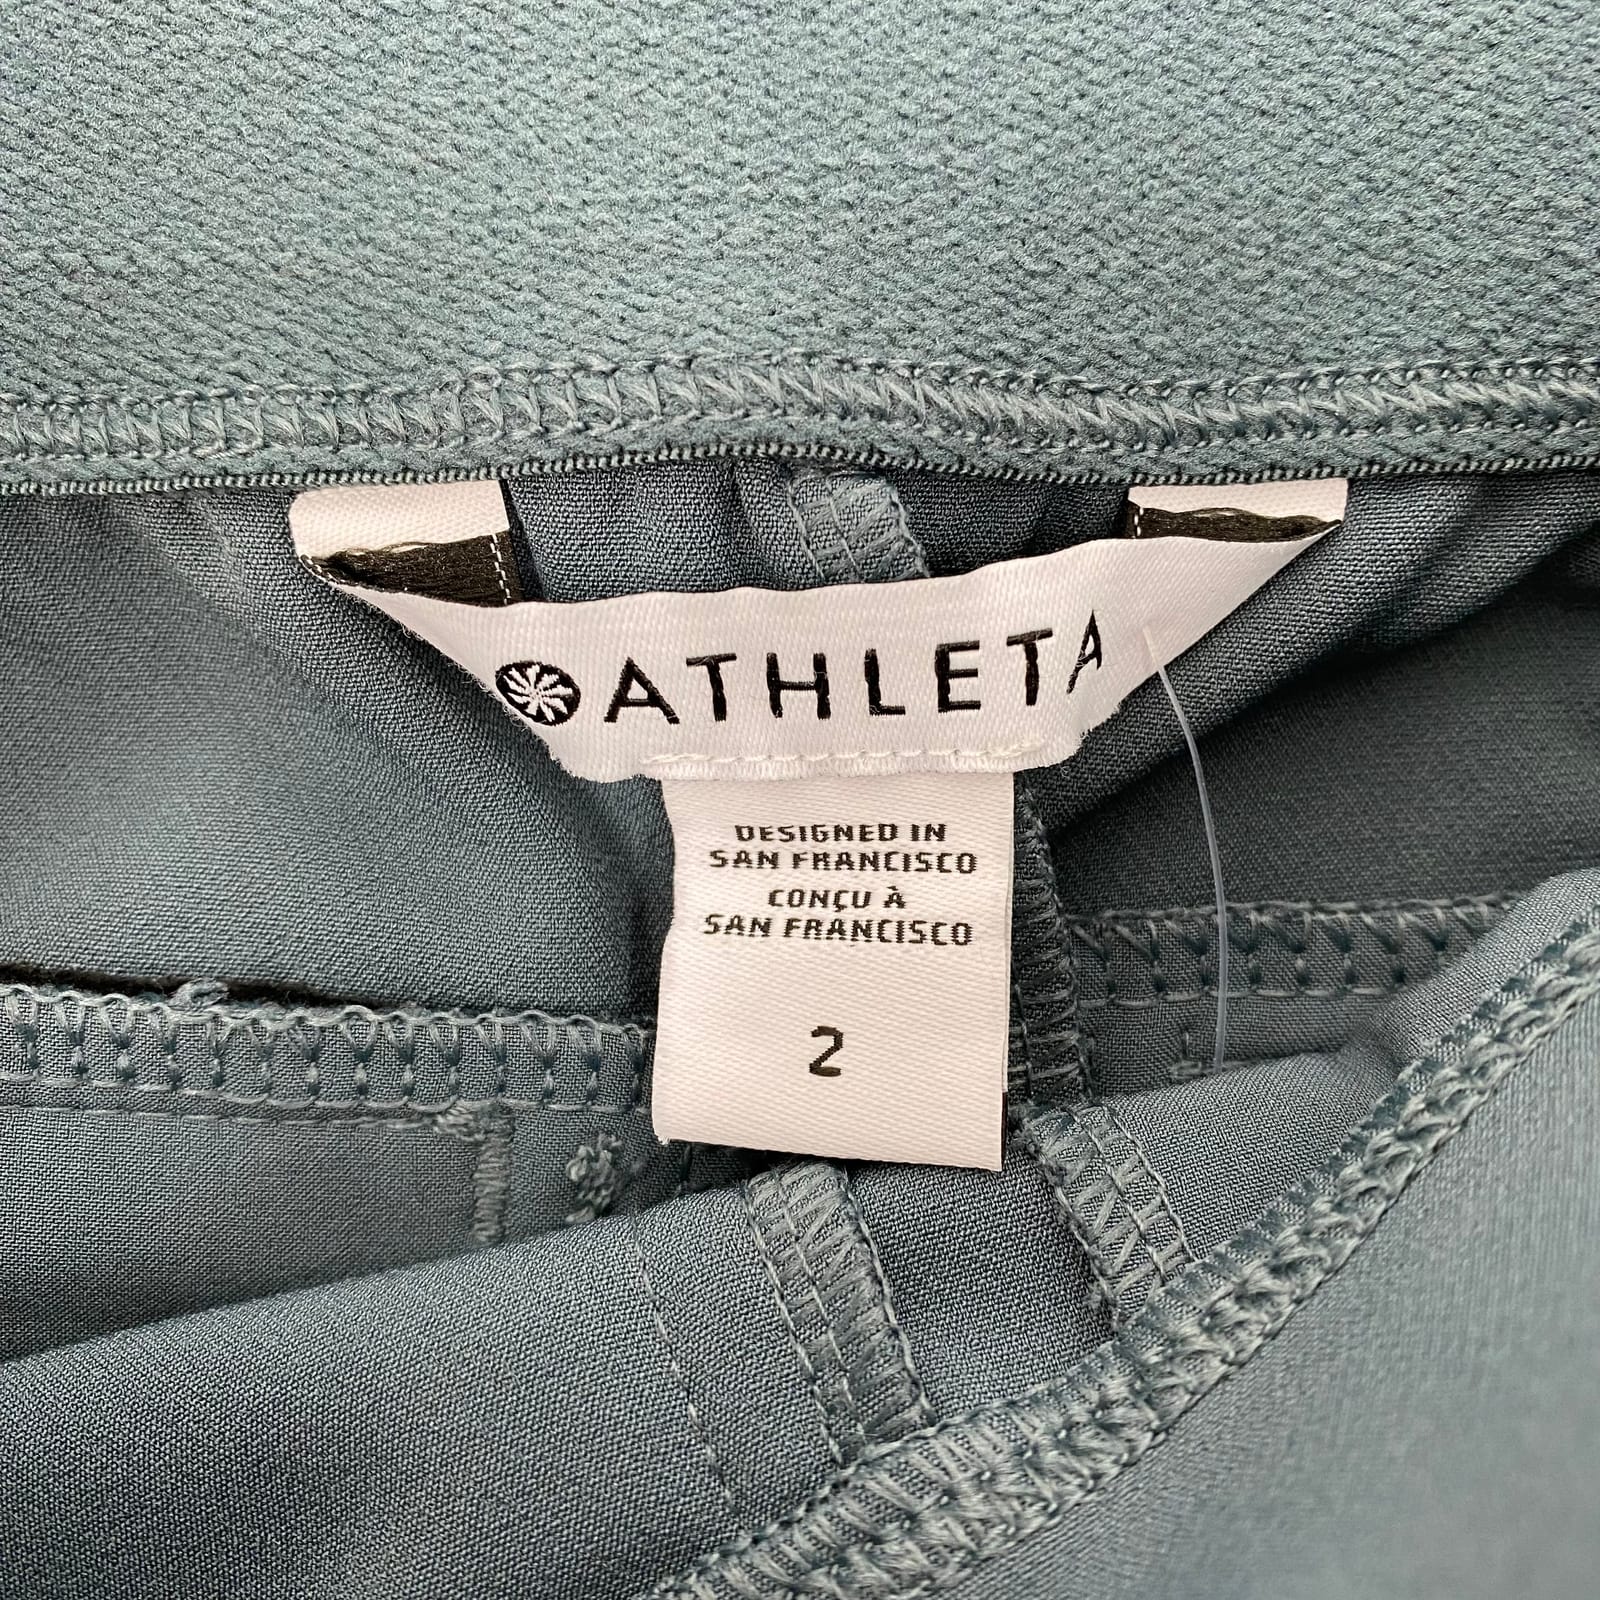 ATHLETA
DESIGNED IN
SAN FRANCISCO
CONÇU À
SAN FRANCISCO
2